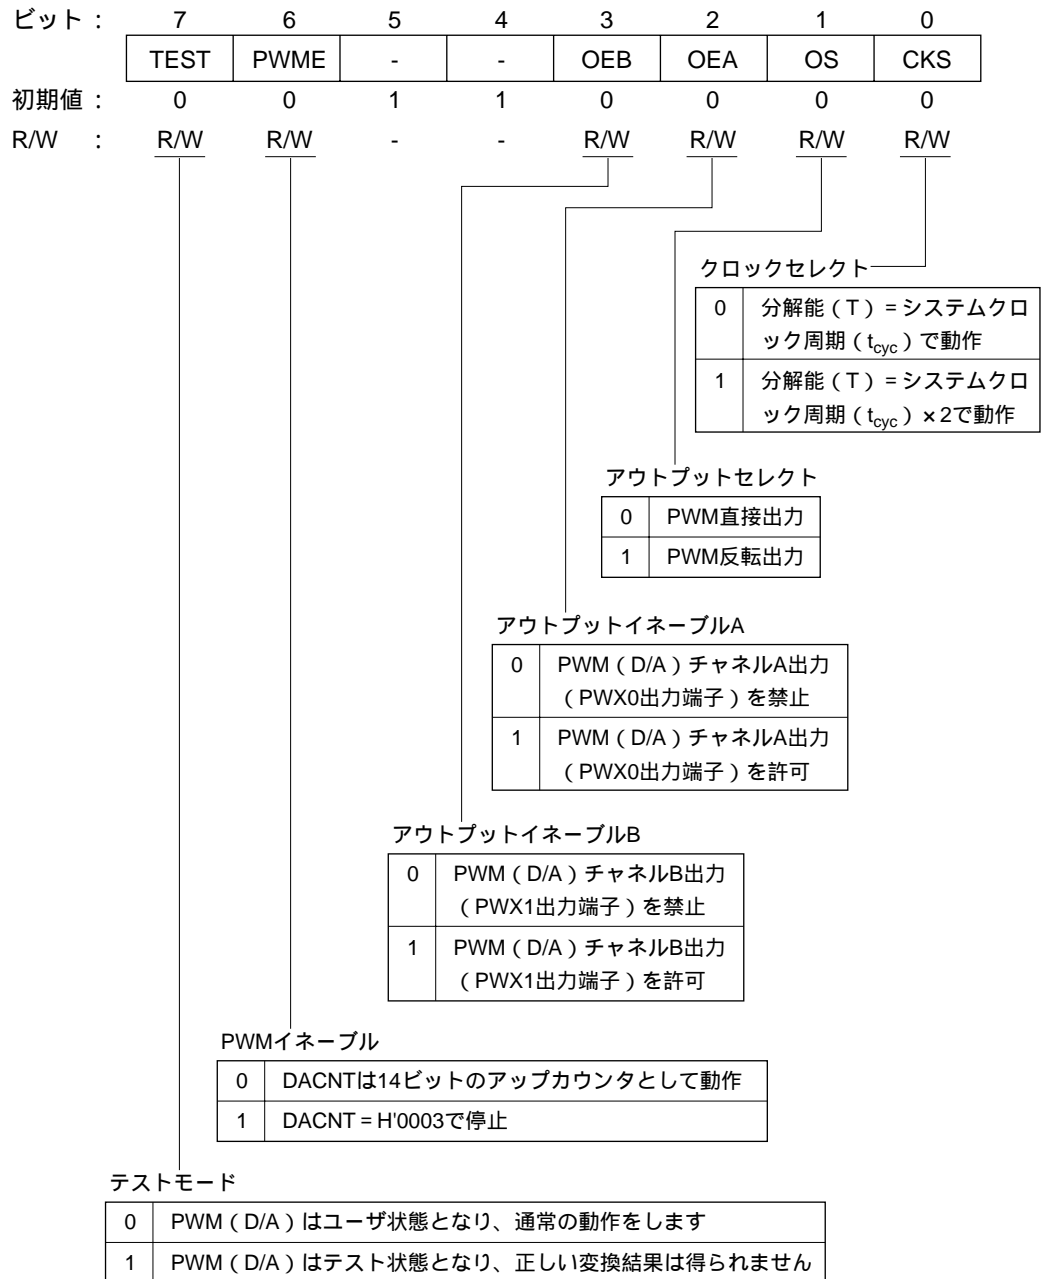 ビット： 7 6 5 4 3 2 1 0
TEST PWME - - OEB OEA OS CKS
初期値： 0 0 1 1 0 0 0 0
R/W ： R/W R/W - - R/W R/W R/W R/W
クロックセレクト
0 分解能（T）＝システムクロ
ック周期（tcyc）で動作
1 分解能（T）＝システムクロ
ック周期（tcyc）×2で動作
アウトプットセレクト
0 PWM直接出力
1 PWM反転出力
アウトプットイネーブルA
0 PWM（D/A）チャネルA出力
（PWX0出力端子）を禁止
1 PWM（D/A）チャネルA出力
（PWX0出力端子）を許可
アウトプットイネーブルB
0 PWM（D/A）チャネルB出力
（PWX1出力端子）を禁止
1 PWM（D/A）チャネルB出力
（PWX1出力端子）を許可
PWMイネーブル
0 DACNTは14ビットのアップカウンタとして動作
1 DACNT＝H'0003で停止
テストモード
0 PWM（D/A）はユーザ状態となり、通常の動作をします
1 PWM（D/A）はテスト状態となり、正しい変換結果は得られません